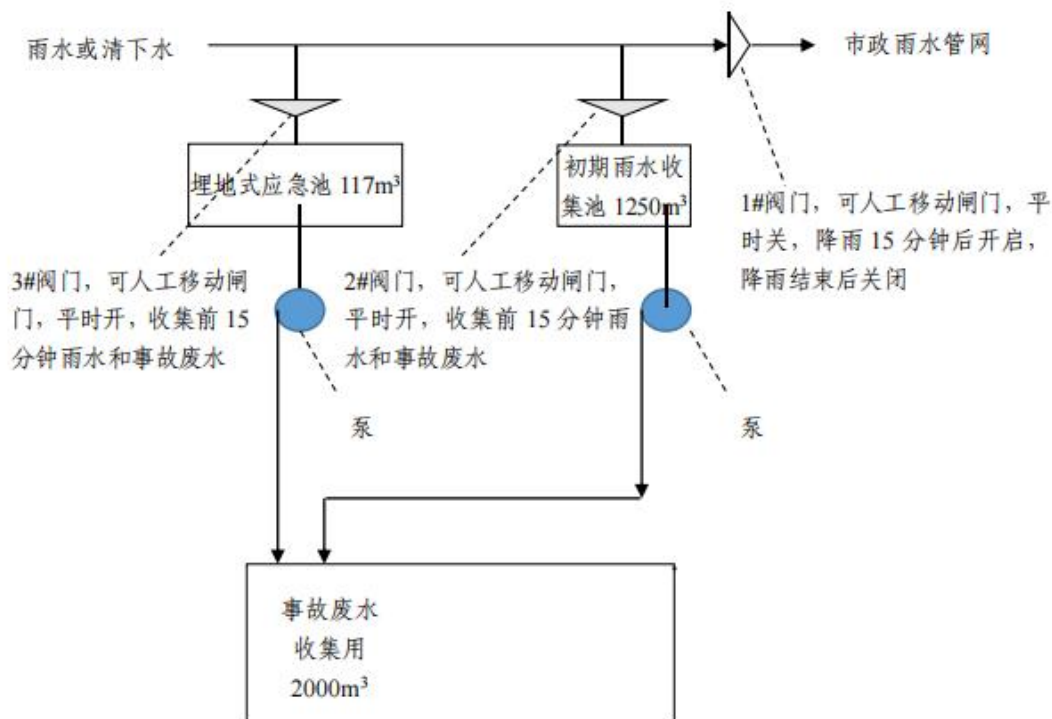 雨水或清下水
市政雨水管网
埋地式应急池 117m³
初期雨水收
集池 1250m³
1#阀门，可人工移动闸门，平
时关，降雨 15 分钟后开启，
降雨结束后关闭
3#阀门，可人工移动闸
门，平时开，收集前 15
分钟雨水和事故废水
2#阀门，可人工移动闸门，
平时开，收集前 15 分钟雨
水和事故废水
泵
泵
事故废水
收集用
2000m³